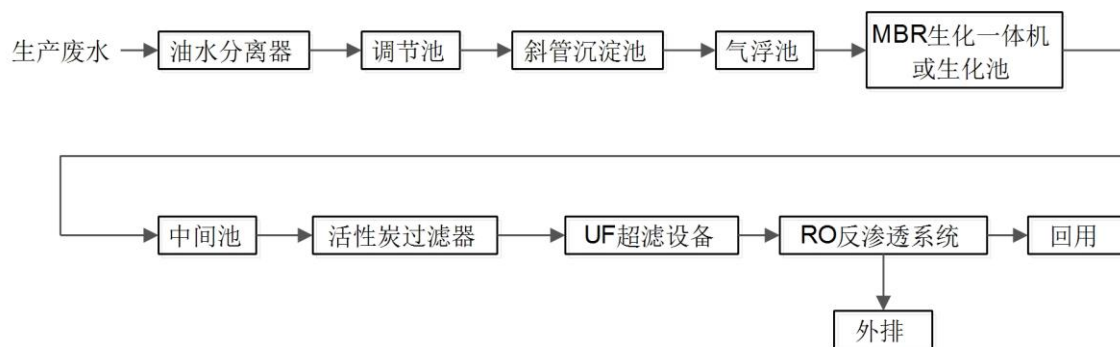 生产废水
油水分离器
调节池
斜管沉淀池
气浮池
MBR生化一体机
或生化池
中间池
活性炭过滤器
UF超滤设备
RO反渗透系统
回用
外排